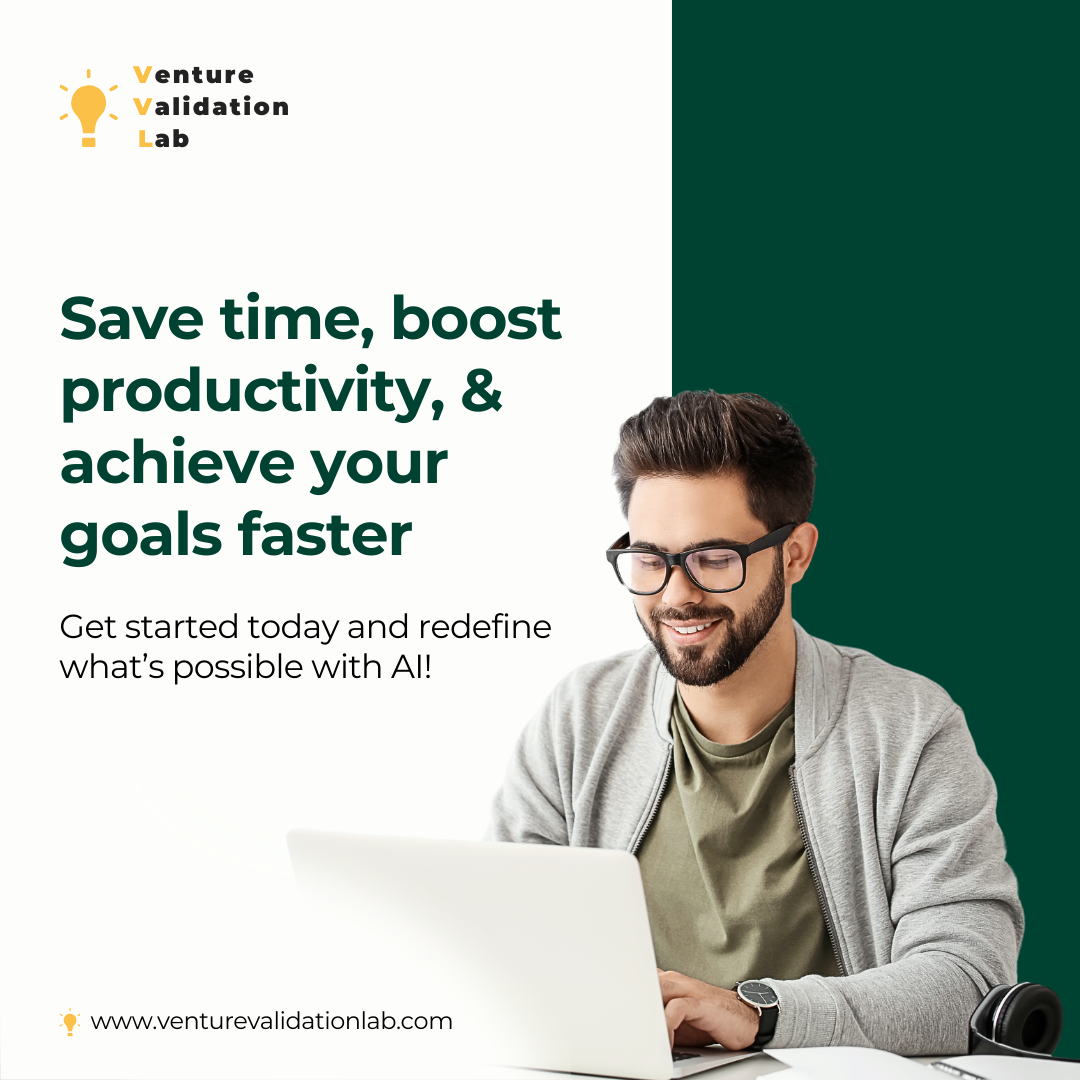 Venture
Validation
Lab
Save time, boost
productivity, &
achieve your
goals faster
Get started today and redefine
what’s possible with AI!
www.venturevalidationlab.com